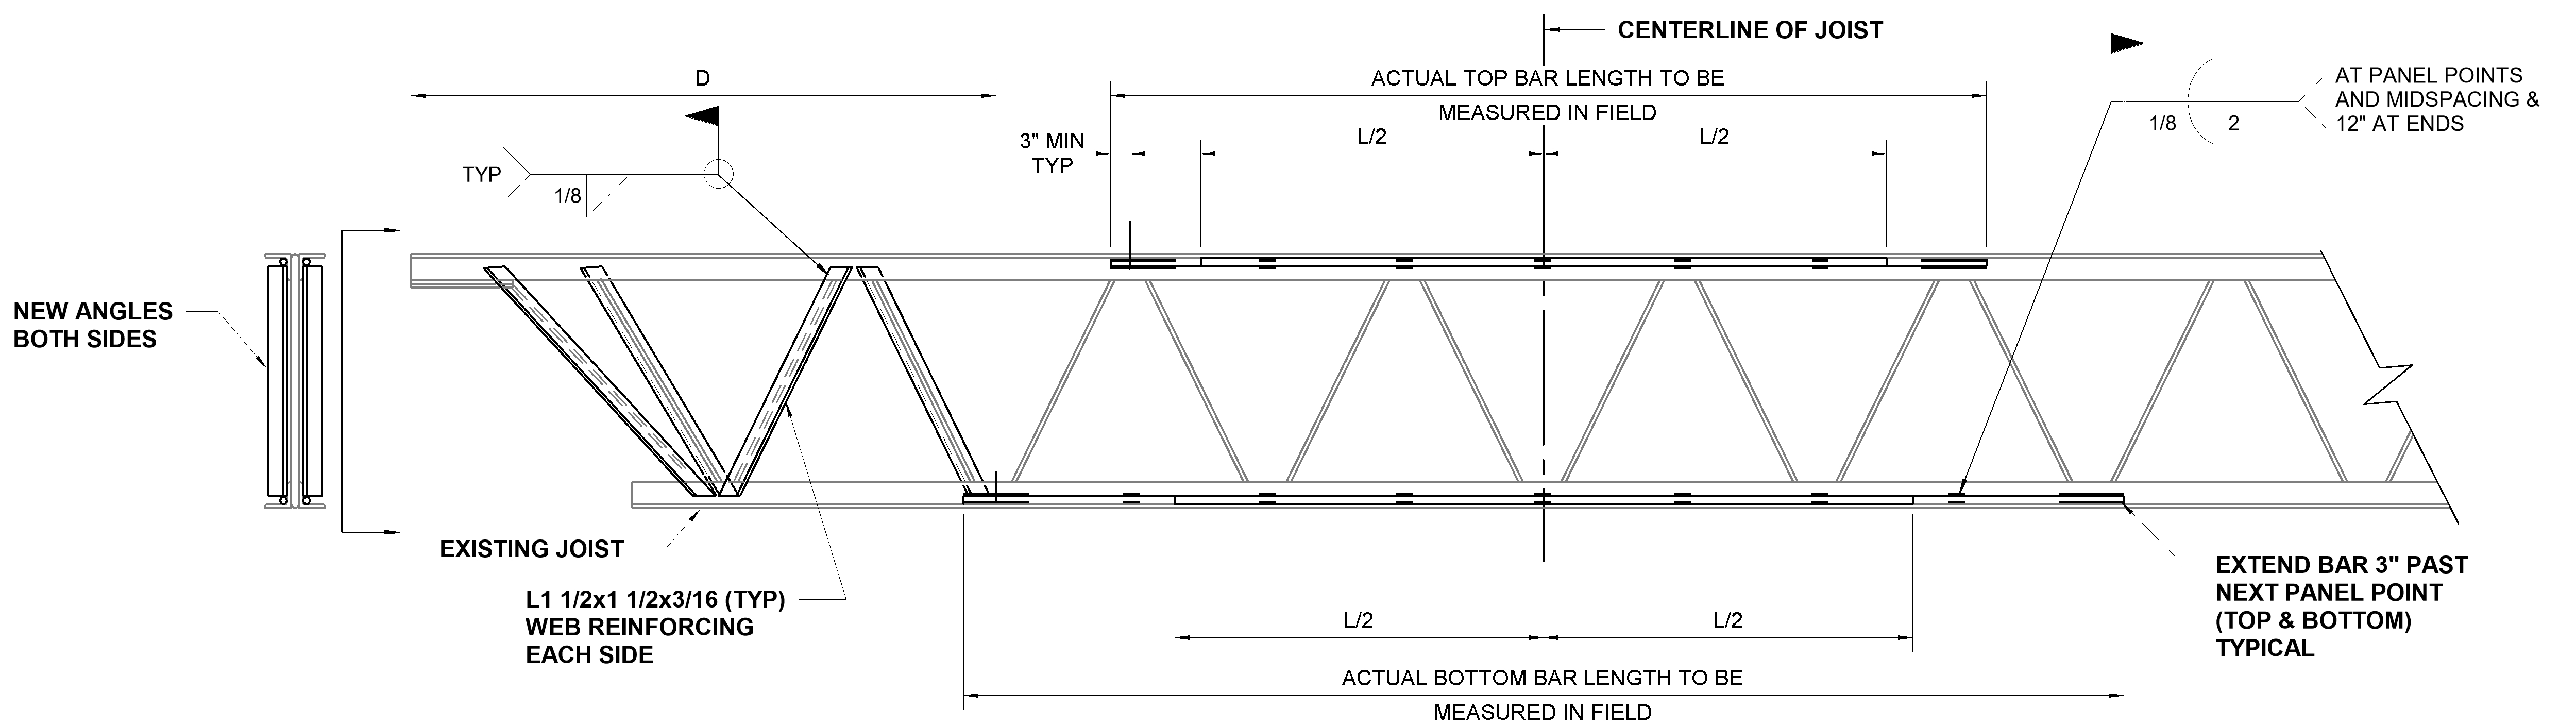 CENTERLINE OF JOIST
D
ACTUAL TOP BAR LENGTH TO BE
MEASURED IN FIELD
AT PANEL POINTS
AND MIDSPACING &
12" AT ENDS
1/8
2
3" MIN
TYP
L/2
L/2
TYP
1/8
NEW ANGLES
BOTH SIDES
EXISTING JOIST
L1 1/2x1 1/2x3/16 (TYP)
WEB REINFORCING
EACH SIDE
L/2
L/2
EXTEND BAR 3" PAST
NEXT PANEL POINT
(TOP & BOTTOM)
TYPICAL
ACTUAL BOTTOM BAR LENGTH TO BE
MEASURED IN FIELD